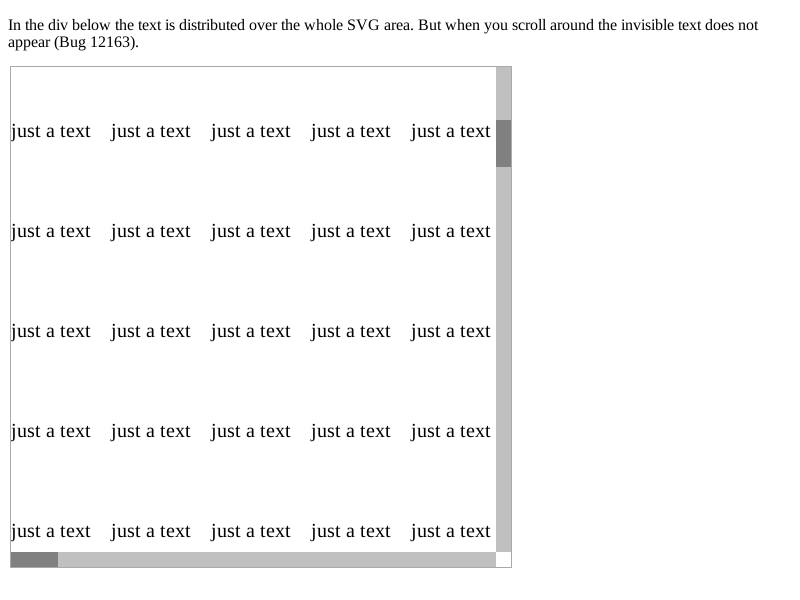 In the div below the text is distributed over the whole SVG area. But when you scroll around the invisible text does not
appear (Bug 12163).
just a text just a text just a text just a text just a text
just a text just a text just a text just a text just a text
just a text just a text just a text just a text just a text
just a text just a text just a text just a text just a text
just a text just a text just a text just a text just a text